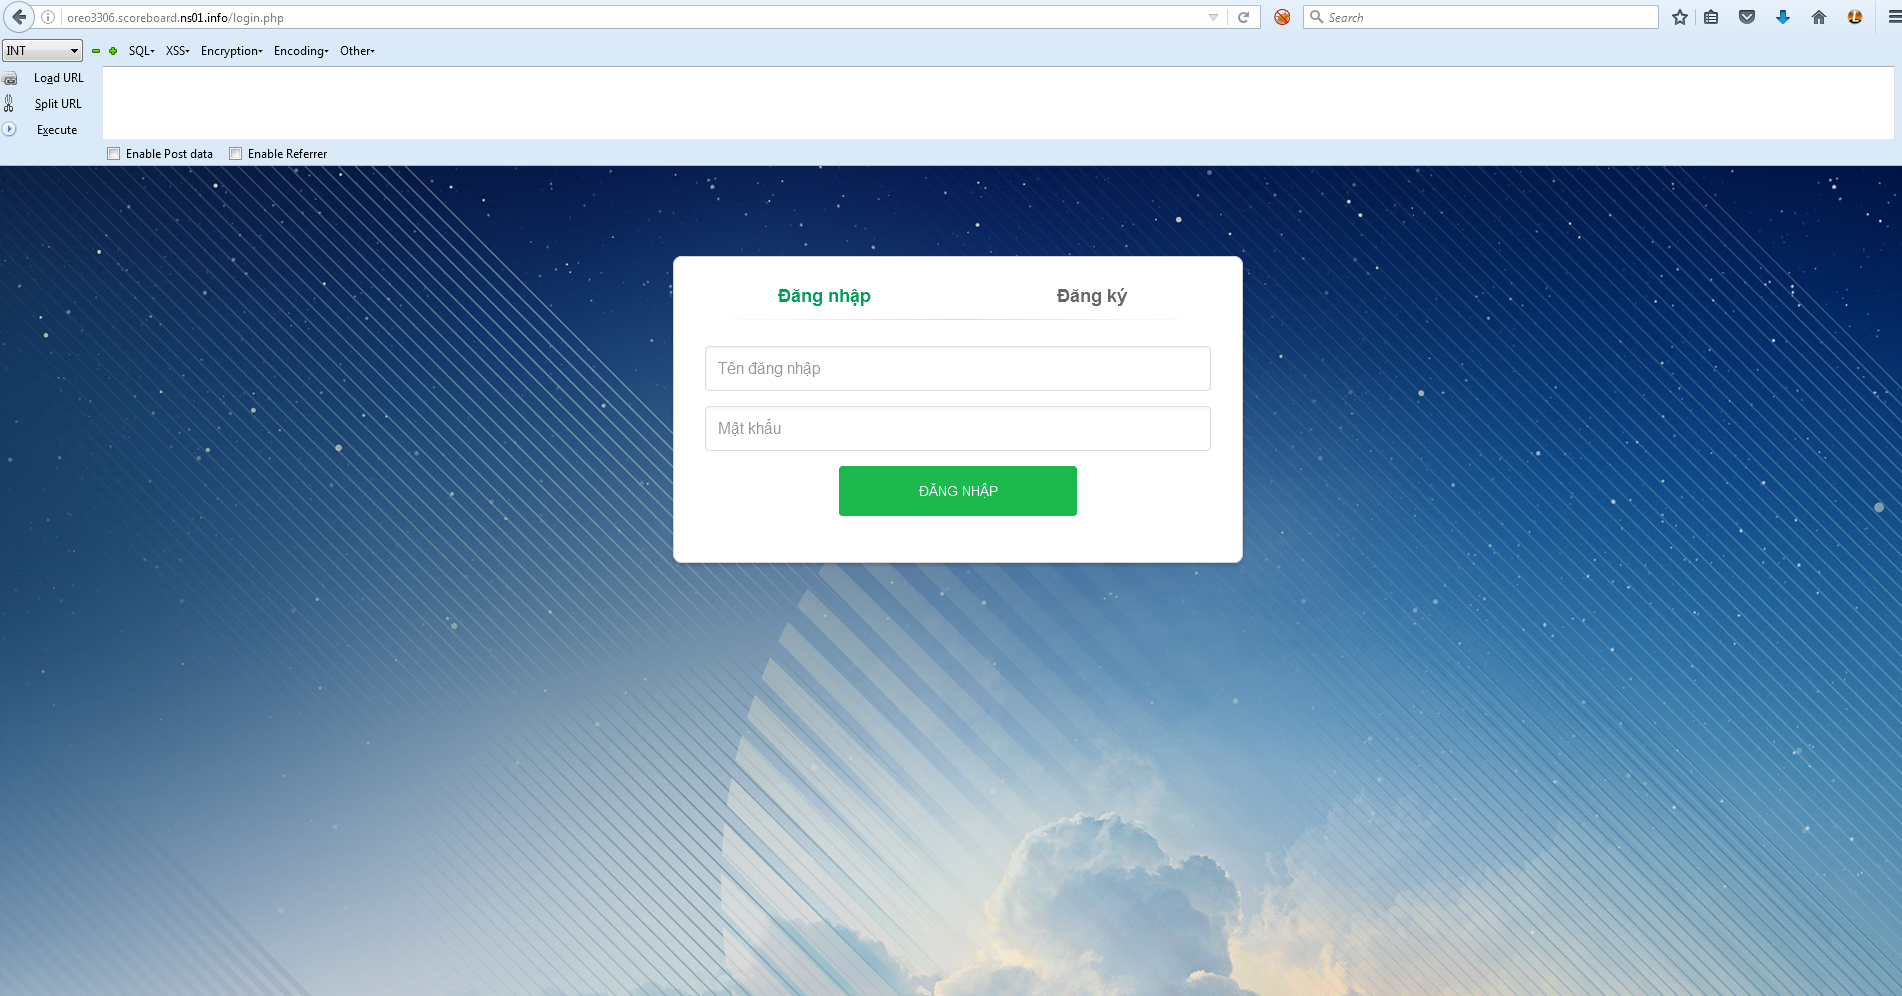 oreo3306.scoreboard.ns01.info/login.php
Search
INT
SQL
XSS
Encryption
Encoding
Other
Load URL
Split URL
Execute
Enable Post data
Enable Referrer
Đăng nhập
Đăng ký
Tên đăng nhập
Mật khẩu
ĐĂNG NHẬP